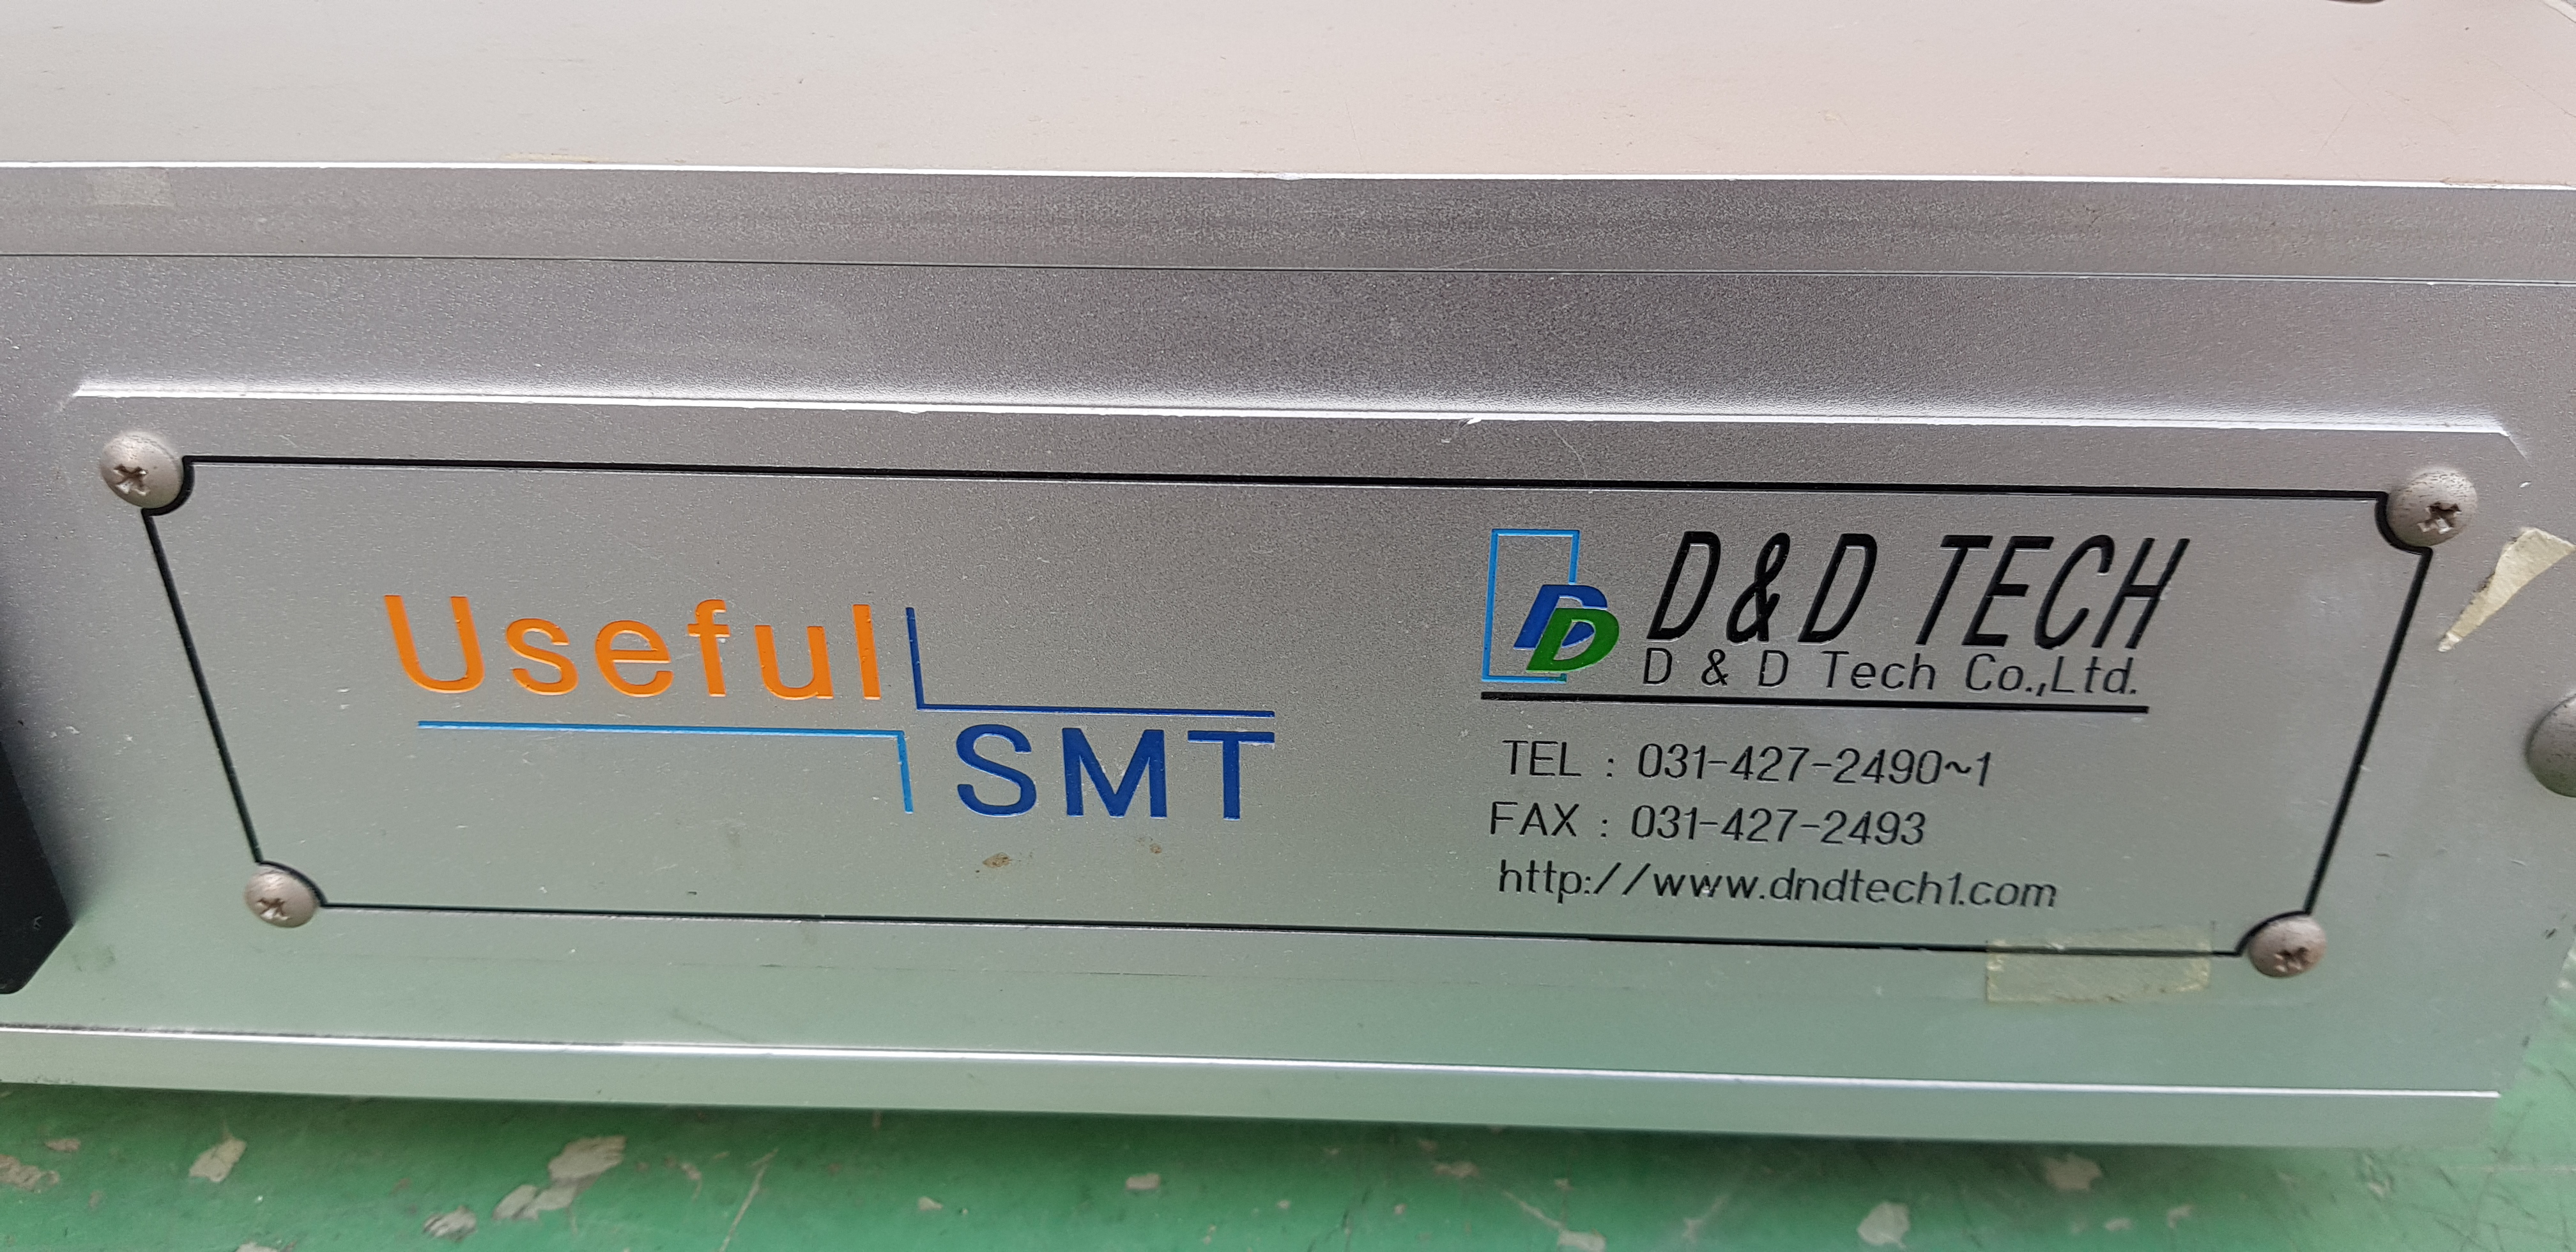 Useful
SMT
DD
D&D TECH
D & D Tech Co.,Ltd.
TEL : 031-427-2490~1
FAX : 031-427-2493
http://www.dndtech1.com